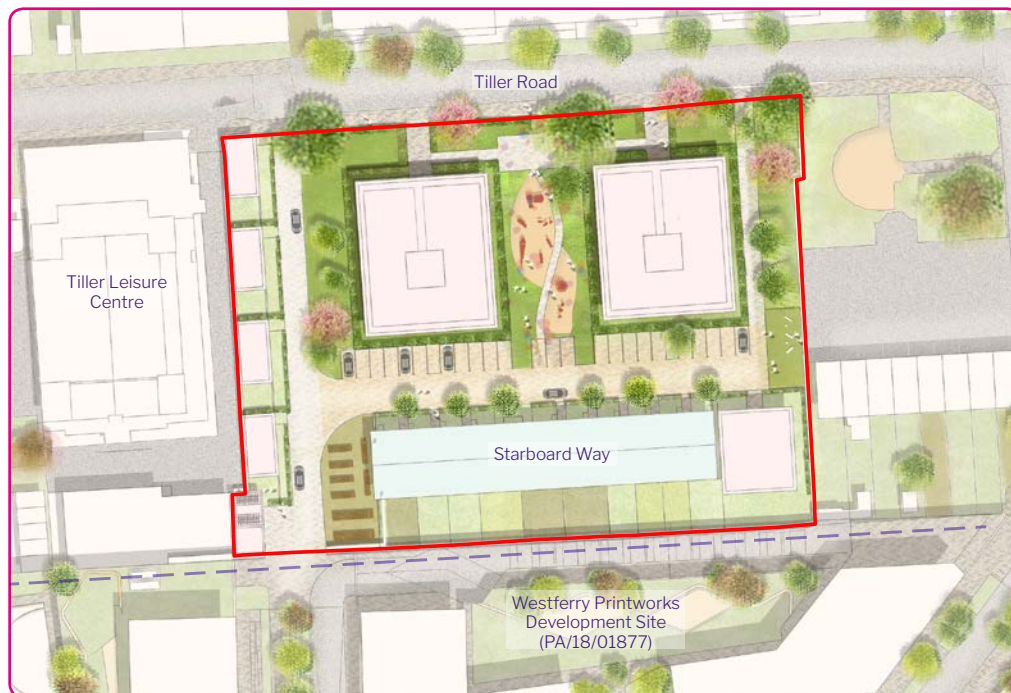 Tiller Road
Tiller Leisure
Centre
Starboard Way
Westferry Printworks
Development Site
(PA/18/01877)